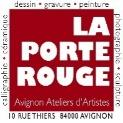 dessin • gravure • peinture
calligraphie • céramique
LA
PORTE
ROUGE
photographie • sculpture
Avignon Ateliers d'Artistes
10 RUE THIERS 84000 AVIGNON